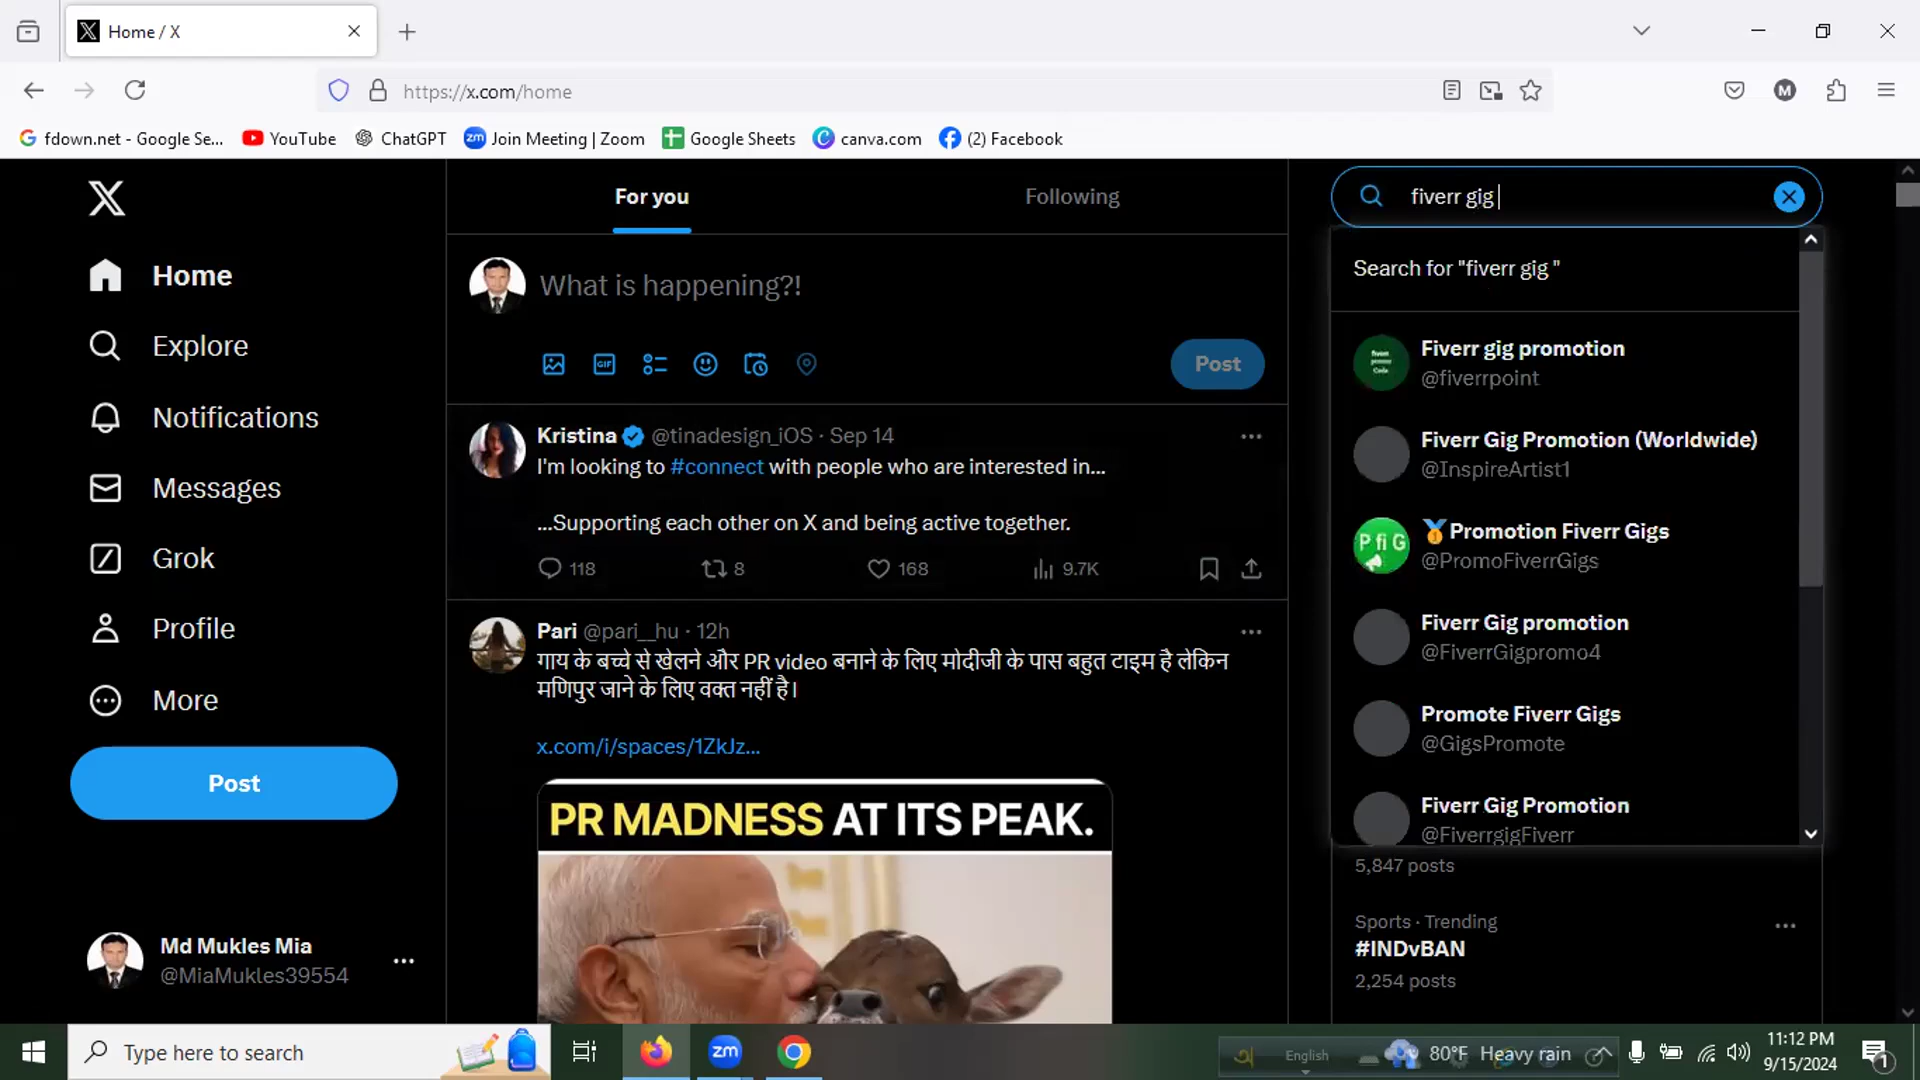 Home / X
https://x.com/home
M
fdown.net - Google Se...
YouTube
ChatGPT
zm Join Meeting | Zoom
Google Sheets
canva.com
(2) Facebook
Home
Explore
Notifications
Messages
Grok
Profile
More
Post
Md Mukles Mia
@MiaMukles39554
For you
Following
What is happening?!
GIF
Post
Kristina @tinadesign_iOS · Sep 14
I'm looking to #connect with people who are interested in...
...Supporting each other on X and being active together.
118
8
168
9.7K
Pari @pari__hu · 12h
गाय के बच्चे से खेलने और PR video बनाने के लिए मोदीजी के पास बहुत टाइम है लेकिन
मणिपुर जाने के लिए वक्त नहीं है।
x.com/i/spaces/1ZkJz...
PR MADNESS AT ITS PEAK.
fiverr gig
Search for "fiverr gig "
Fiverr gig promotion
@fiverrpoint
Fiverr Gig Promotion (Worldwide)
@InspireArtist1
P fi G
🥇Promotion Fiverr Gigs
@PromoFiverrGigs
Fiverr Gig promotion
@FiverrGigpromo4
Promote Fiverr Gigs
@GigsPromote
Fiverr Gig Promotion
@FiverrgigFiverr
5,847 posts
Sports · Trending
#INDvBAN
2,254 posts
Type here to search
zm
English
80°F Heavy rain
11:12 PM
9/15/2024
1